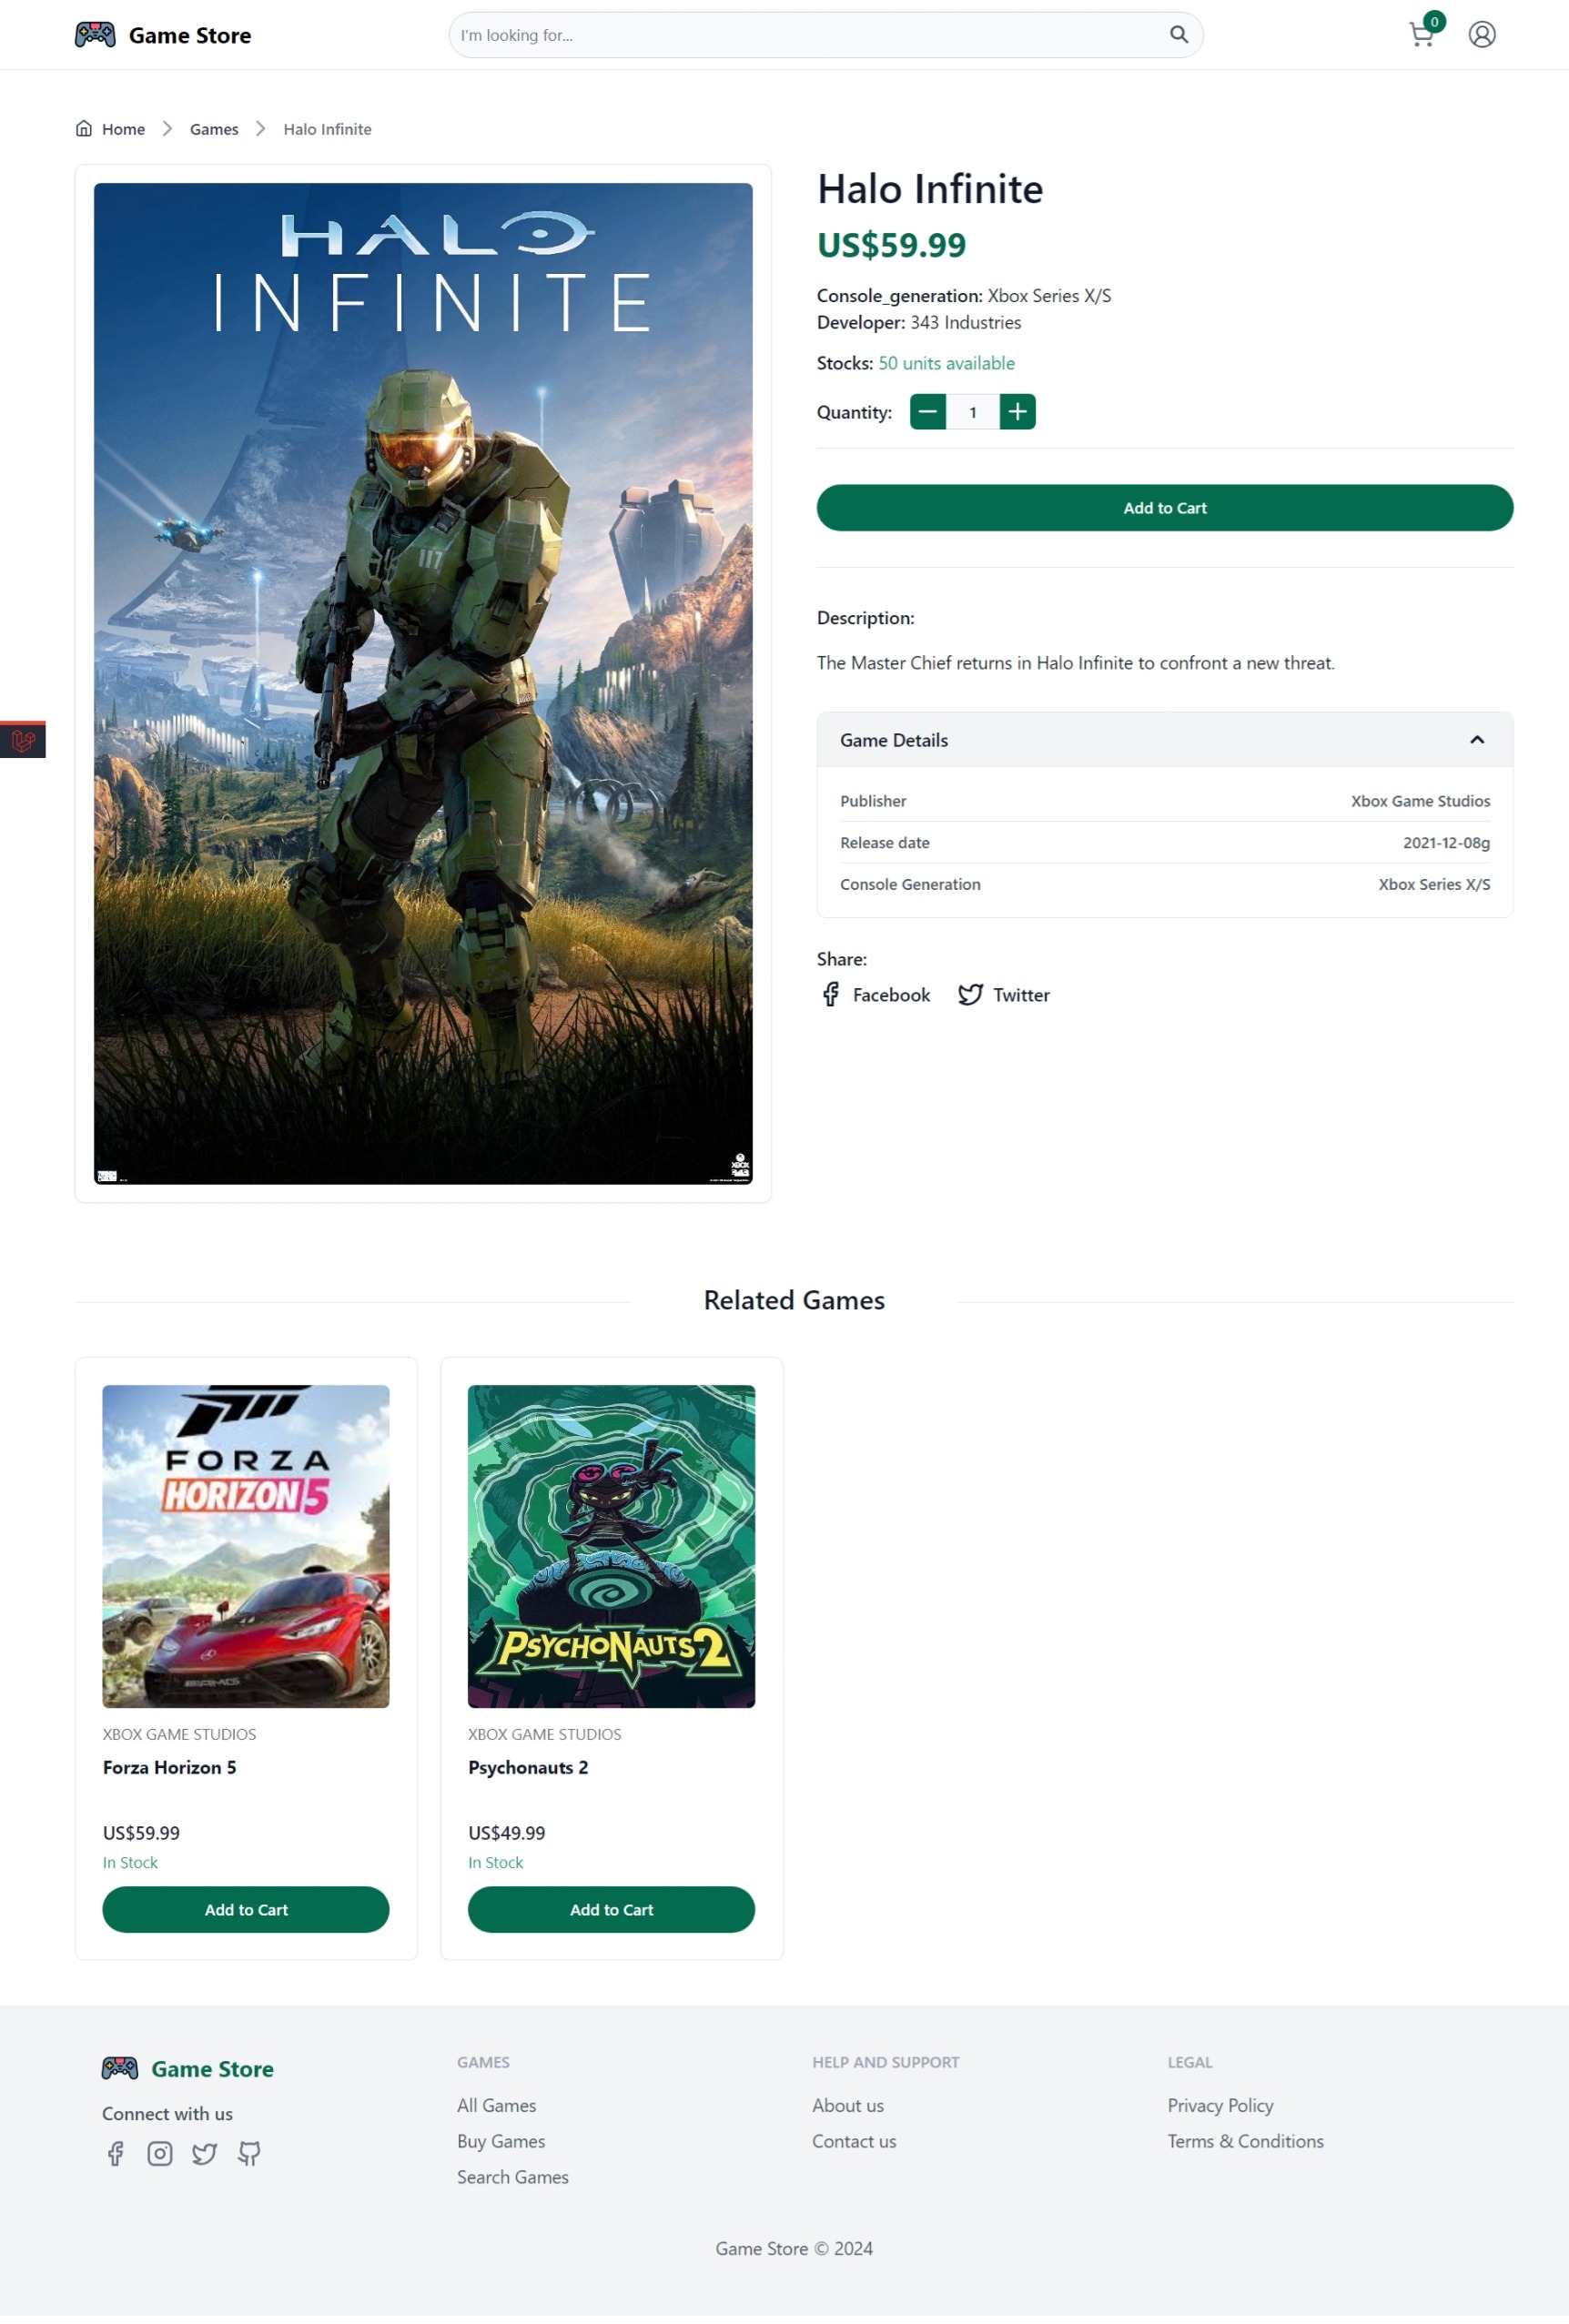 Game Store
I'm looking for...
0
Home
Games
Halo Infinite
HALO
INFINITE
117
XBOX
343
Halo Infinite
US$59.99
Console_generation: Xbox Series X/S
Developer: 343 Industries
Stocks: 50 units available
Quantity:
1
Add to Cart
Description:
The Master Chief returns in Halo Infinite to confront a new threat.
Game Details
Publisher
Xbox Game Studios
Release date
2021-12-08g
Console Generation
Xbox Series X/S
Share:
Facebook
Twitter
Related Games
FORZA
HORIZON 5
XBOX GAME STUDIOS
Forza Horizon 5
US$59.99
In Stock
Add to Cart
PSYCHONAUTS 2
XBOX GAME STUDIOS
Psychonauts 2
US$49.99
In Stock
Add to Cart
Game Store
Connect with us
GAMES
All Games
Buy Games
Search Games
HELP AND SUPPORT
About us
Contact us
LEGAL
Privacy Policy
Terms & Conditions
Game Store © 2024